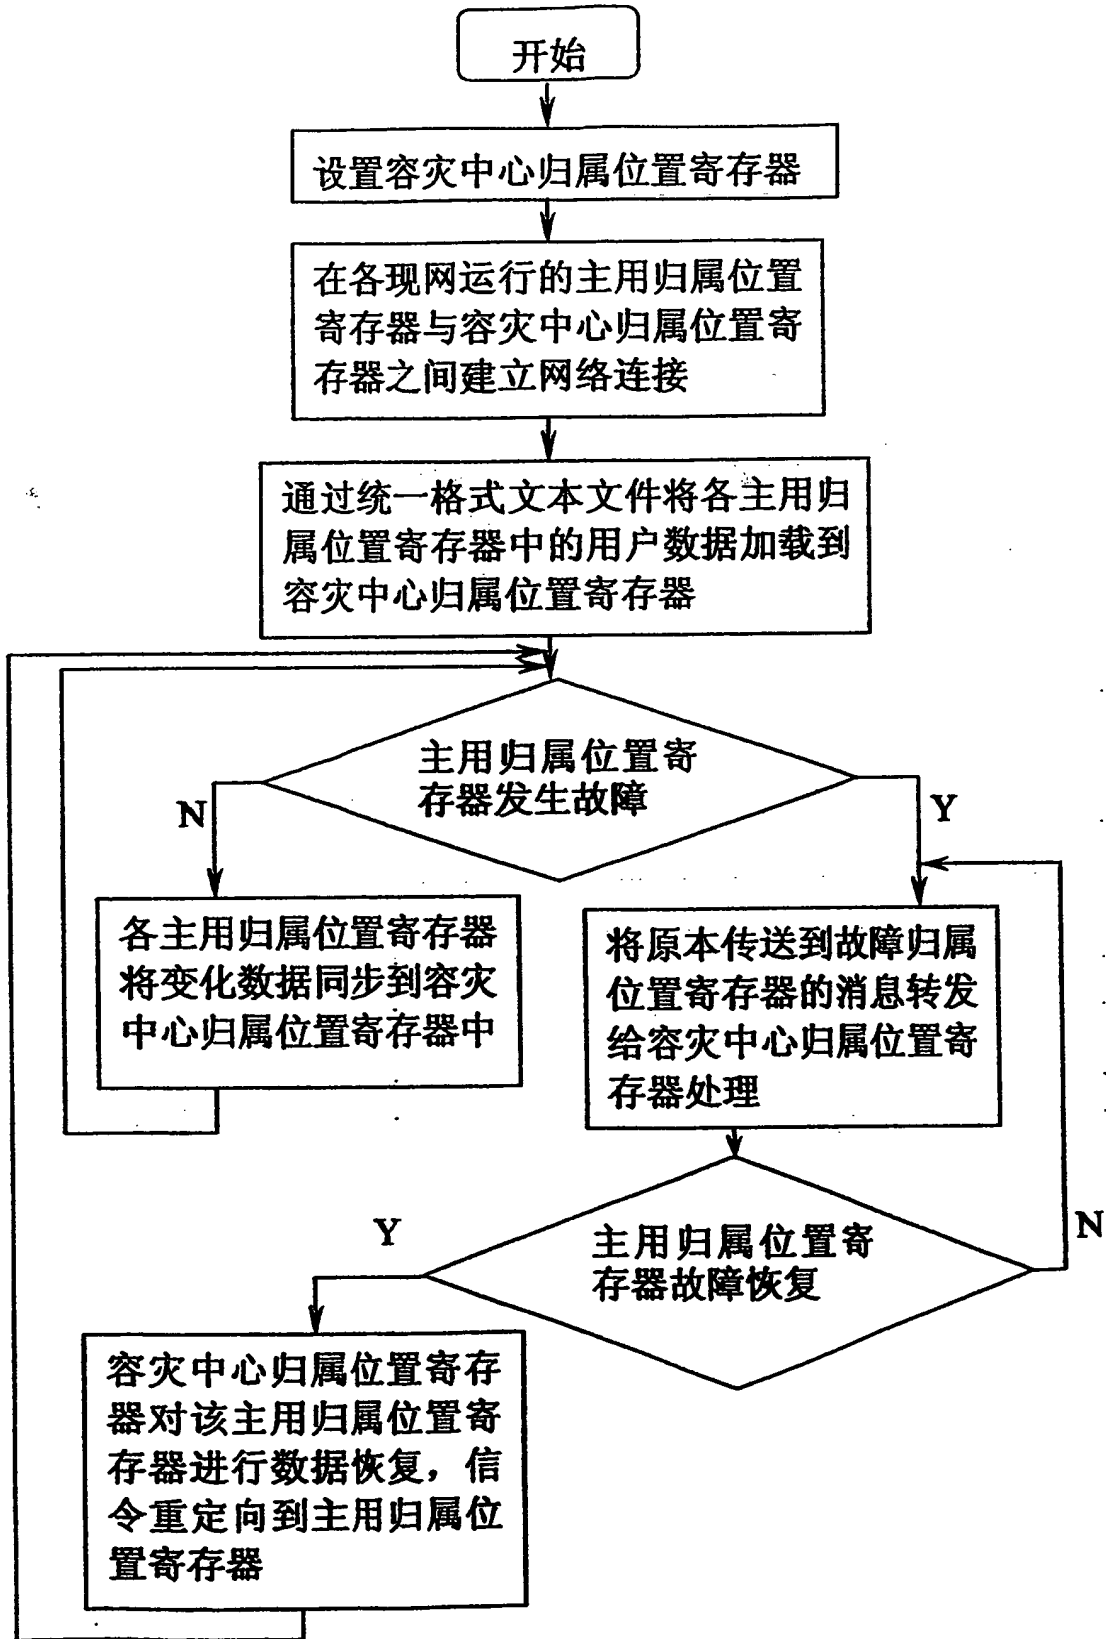 开始
设置容灾中心归属位置寄存器
在各现网运行的主用归属位置
寄存器与容灾中心归属位置寄
存器之间建立网络连接
通过统一格式文本文件将各主用归
属位置寄存器中的用户数据加载到
容灾中心归属位置寄存器
主用归属位置寄
存器发生故障
N
Y
各主用归属位置寄存器
将变化数据同步到容灾
中心归属位置寄存器中
将原本传送到故障归属
位置寄存器的消息转发
给容灾中心归属位置寄
存器处理
主用归属位置寄
存器故障恢复
Y
N
容灾中心归属位置寄存
器对该主用归属位置寄
存器进行数据恢复，信
令重定向到主用归属位
置寄存器